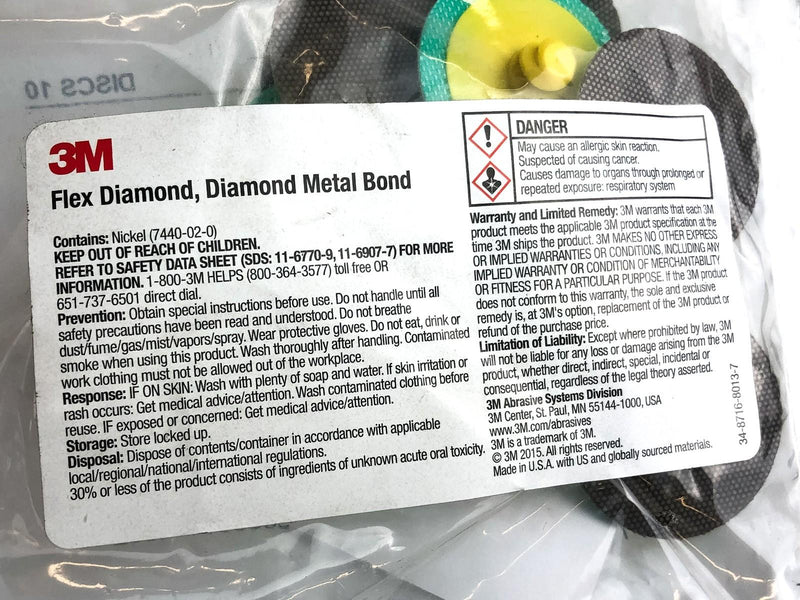 DISCS 10
3M
Flex Diamond, Diamond Metal Bond
Contains: Nickel (7440-02-0)
KEEP OUT OF REACH OF CHILDREN.
REFER TO SAFETY DATA SHEET (SDS: 11-6770-9, 11-6907-7) FOR MORE
INFORMATION. 1-800-3M HELPS (800-364-3577) toll free OR
651-737-6501 direct dial.
Prevention: Obtain special instructions before use. Do not handle until all
safety precautions have been read and understood. Do not breathe
dust/fume/gas/mist/vapors/spray. Wear protective gloves. Do not eat, drink or
smoke when using this product. Wash thoroughly after handling. Contaminated
work clothing must not be allowed out of the workplace.
Response: IF ON SKIN: Wash with plenty of soap and water. If skin irritation or
rash occurs: Get medical advice/attention. Wash contaminated clothing before
reuse. IF exposed or concerned: Get medical advice/attention.
Storage: Store locked up.
Disposal: Dispose of contents/container in accordance with applicable
local/regional/national/international regulations.
30% or less of the product consists of ingredients of unknown acute oral toxicity.
DANGER
May cause an allergic skin reaction.
Suspected of causing cancer.
Causes damage to organs through prolonged or
repeated exposure: respiratory system
Warranty and Limited Remedy: 3M warrants that each 3M
product meets the applicable 3M product specification at the
time 3M ships the product. 3M MAKES NO OTHER EXPRESS
OR IMPLIED WARRANTIES OR CONDITIONS, INCLUDING ANY
IMPLIED WARRANTY OR CONDITION OF MERCHANTABILITY
OR FITNESS FOR A PARTICULAR PURPOSE. If the 3M product
does not conform to this warranty, the sole and exclusive
remedy is, at 3M's option, replacement of the 3M product or
refund of the purchase price.
Limitation of Liability: Except where prohibited by law, 3M
will not be liable for any loss or damage arising from the 3M
product, whether direct, indirect, special, incidental or
consequential, regardless of the legal theory asserted.
3M Abrasive Systems Division
3M Center, St. Paul, MN 55144-1000, USA
www.3M.com/abrasives
3M is a trademark of 3M.
© 3M 2015. All rights reserved.
Made in U.S.A. with US and globally sourced materials.
34-8716-8013-7